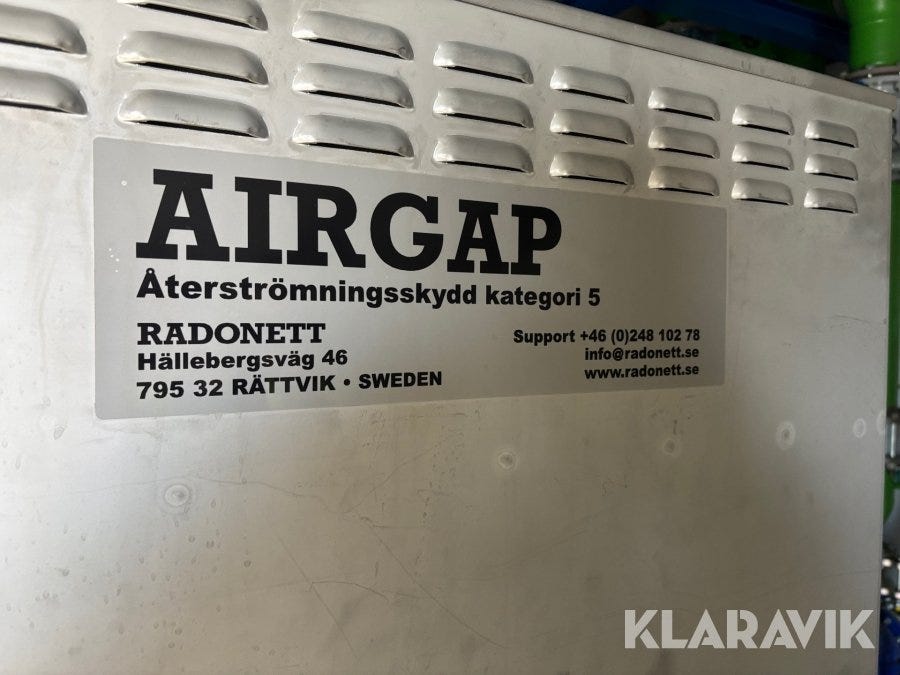 AIRGAP
Återströmningsskydd kategori 5
RADONETT
Hällebergsväg 46
795 32 RÄTTVIK • SWEDEN
Support +46 (0)248 102 78
info@radonett.se
www.radonett.se
KLARAVIK